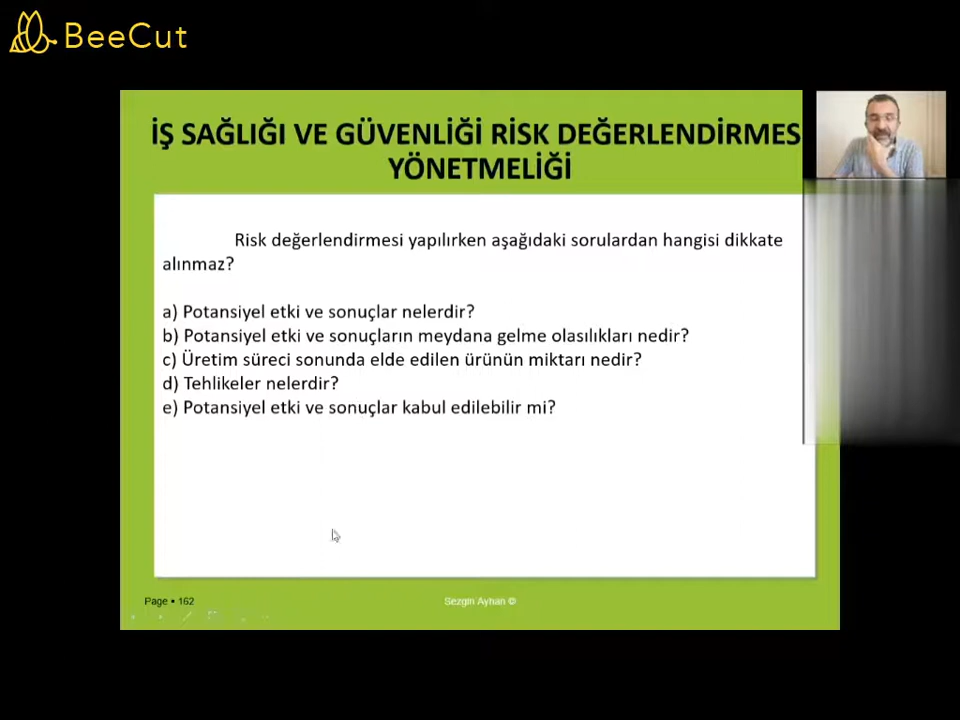 BeeCut
İŞ SAĞLIĞI VE GÜVENLİĞİ RİSK DEĞERLENDİRMES
YÖNETMELİĞİ
Risk değerlendirmesi yapılırken aşağıdaki sorulardan hangisi dikkate
alınmaz?
a) Potansiyel etki ve sonuçlar nelerdir?
b) Potansiyel etki ve sonuçların meydana gelme olasılıkları nedir?
c) Üretim süreci sonunda elde edilen ürünün miktarı nedir?
d) Tehlikeler nelerdir?
e) Potansiyel etki ve sonuçlar kabul edilebilir mi?
Page ▪ 162
Sezgin Ayhan ©